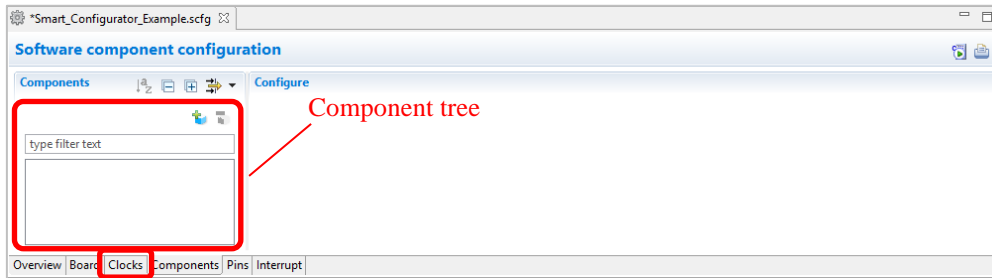 *Smart_Configurator_Example.scfg
Software component configuration
Components
Configure
Component tree
type filter text
Overview Board Clocks Components Pins Interrupt